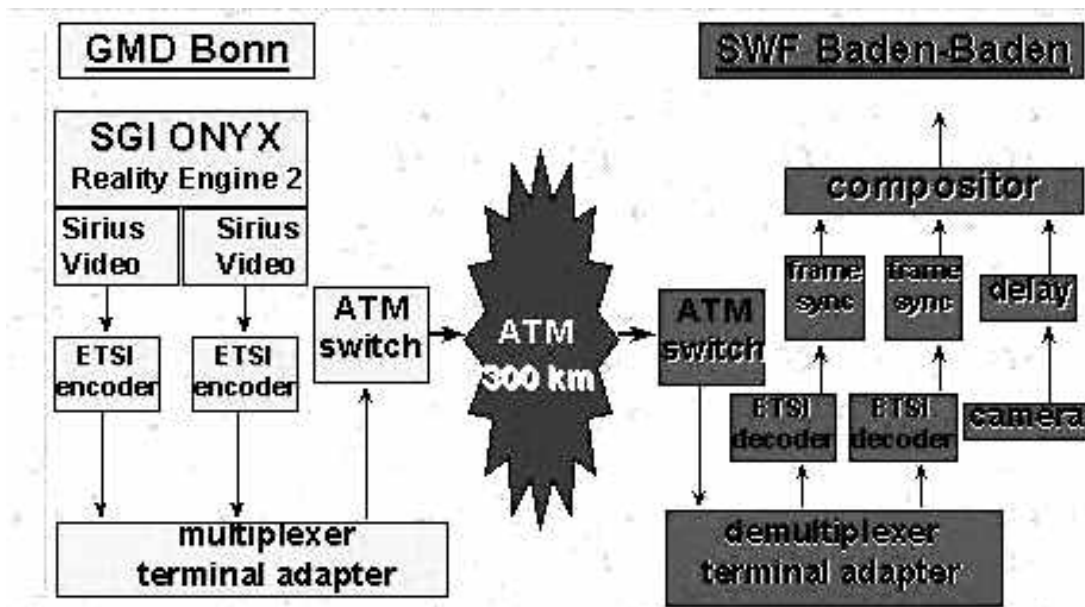 GMD Bonn
SGI ONYX
Reality Engine 2
Sirius
Video
Sirius
Video
ETSI
encoder
ETSI
encoder
ATM
switch
multiplexer
terminal adapter
ATM
300 km
SWF Baden-Baden
compositor
frame
sync
frame
sync
delay
ATM
switch
ETSI
decoder
ETSI
decoder
camera
demultiplexer
terminal adapter